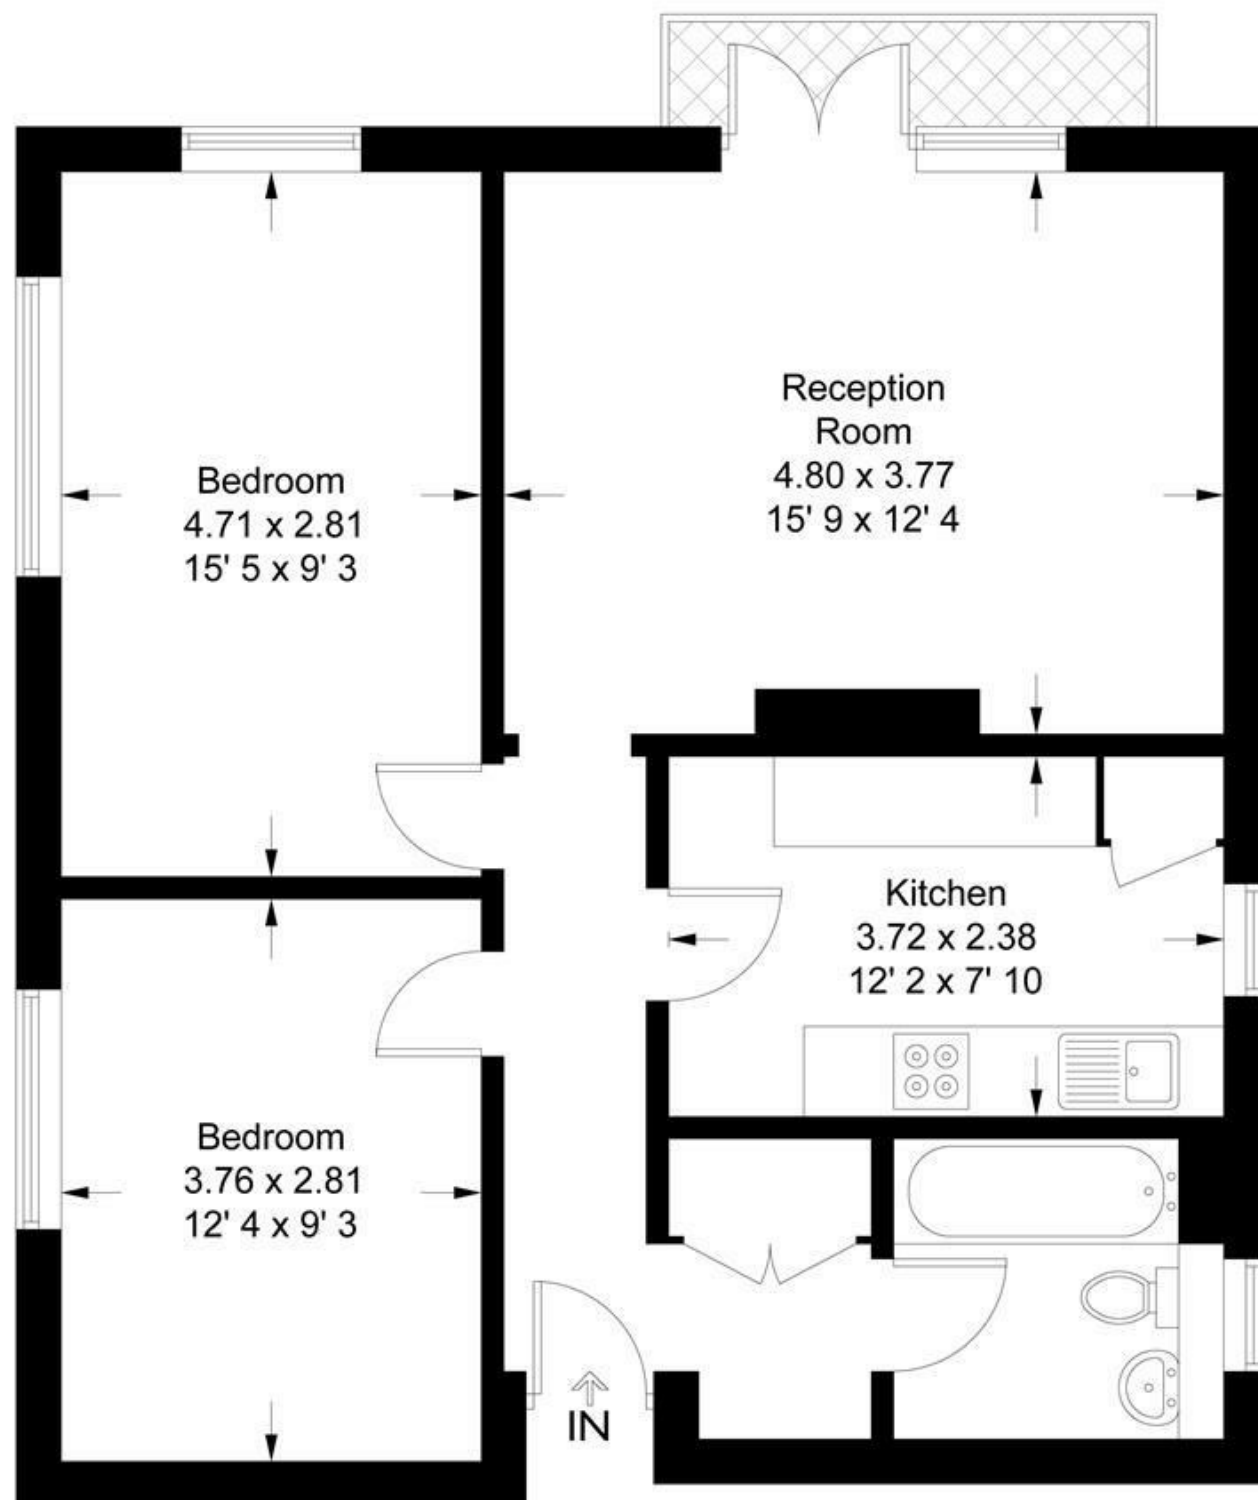 Reception
Room
4.80 x 3.77
15' 9 x 12' 4
Bedroom
4.71 x 2.81
15' 5 x 9' 3
Kitchen
3.72 x 2.38
12' 2 x 7' 10
Bedroom
3.76 x 2.81
12' 4 x 9' 3
IN